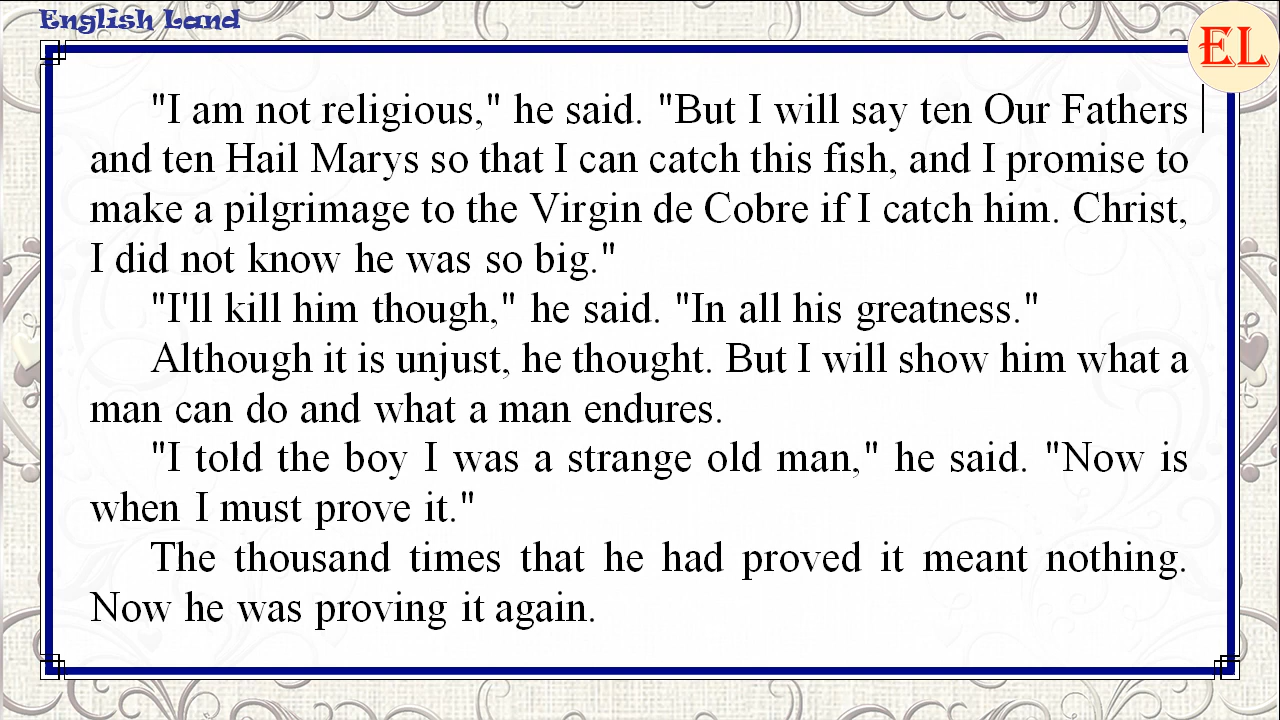 English Land
EL
"I am not religious," he said. "But I will say ten Our Fathers
and ten Hail Marys so that I can catch this fish, and I promise to
make a pilgrimage to the Virgin de Cobre if I catch him. Christ,
I did not know he was so big."
"I'll kill him though," he said. "In all his greatness."
Although it is unjust, he thought. But I will show him what a
man can do and what a man endures.
"I told the boy I was a strange old man," he said. "Now is
when I must prove it."
The thousand times that he had proved it meant nothing.
Now he was proving it again.